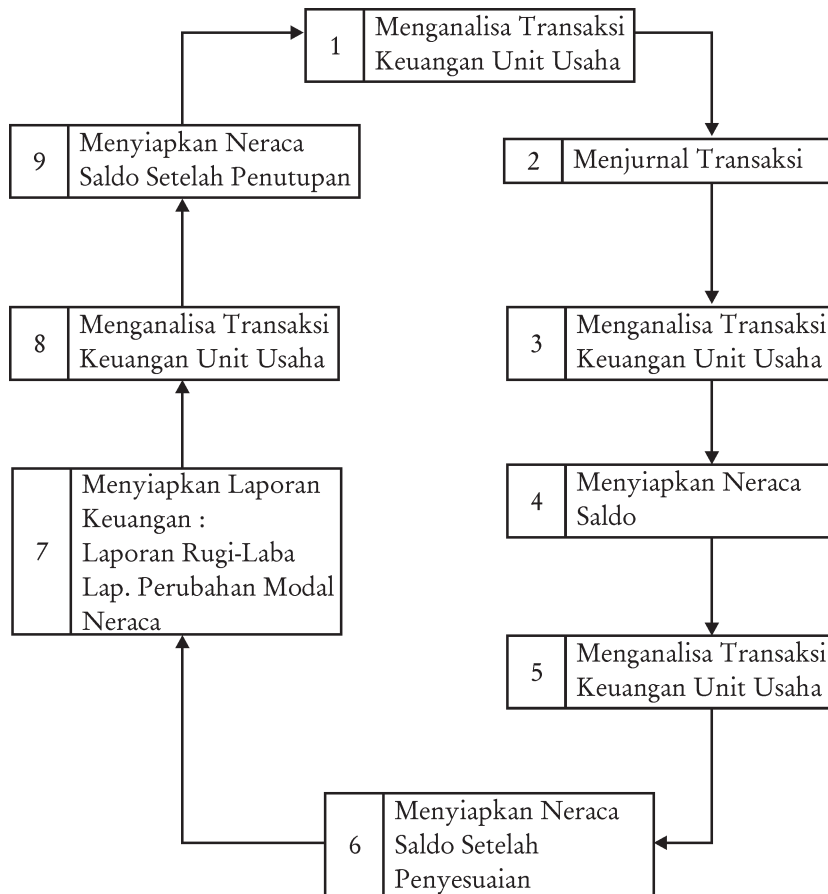 1 Menganalisa Transaksi
Keuangan Unit Usaha
2 Menjurnal Transaksi
3 Menganalisa Transaksi
Keuangan Unit Usaha
4 Menyiapkan Neraca
Saldo
5 Menganalisa Transaksi
Keuangan Unit Usaha
6 Menyiapkan Neraca
Saldo Setelah
Penyesuaian
7 Menyiapkan Laporan
Keuangan :
Laporan Rugi-Laba
Lap. Perubahan Modal
Neraca
8 Menganalisa Transaksi
Keuangan Unit Usaha
9 Menyiapkan Neraca
Saldo Setelah Penutupan